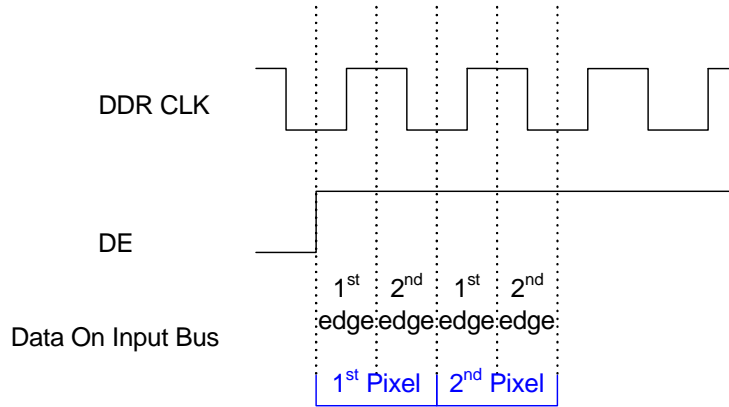 DDR CLK
DE
1st 2nd 1st 2nd
edge edge edge edge
Data On Input Bus
1st Pixel 2nd Pixel